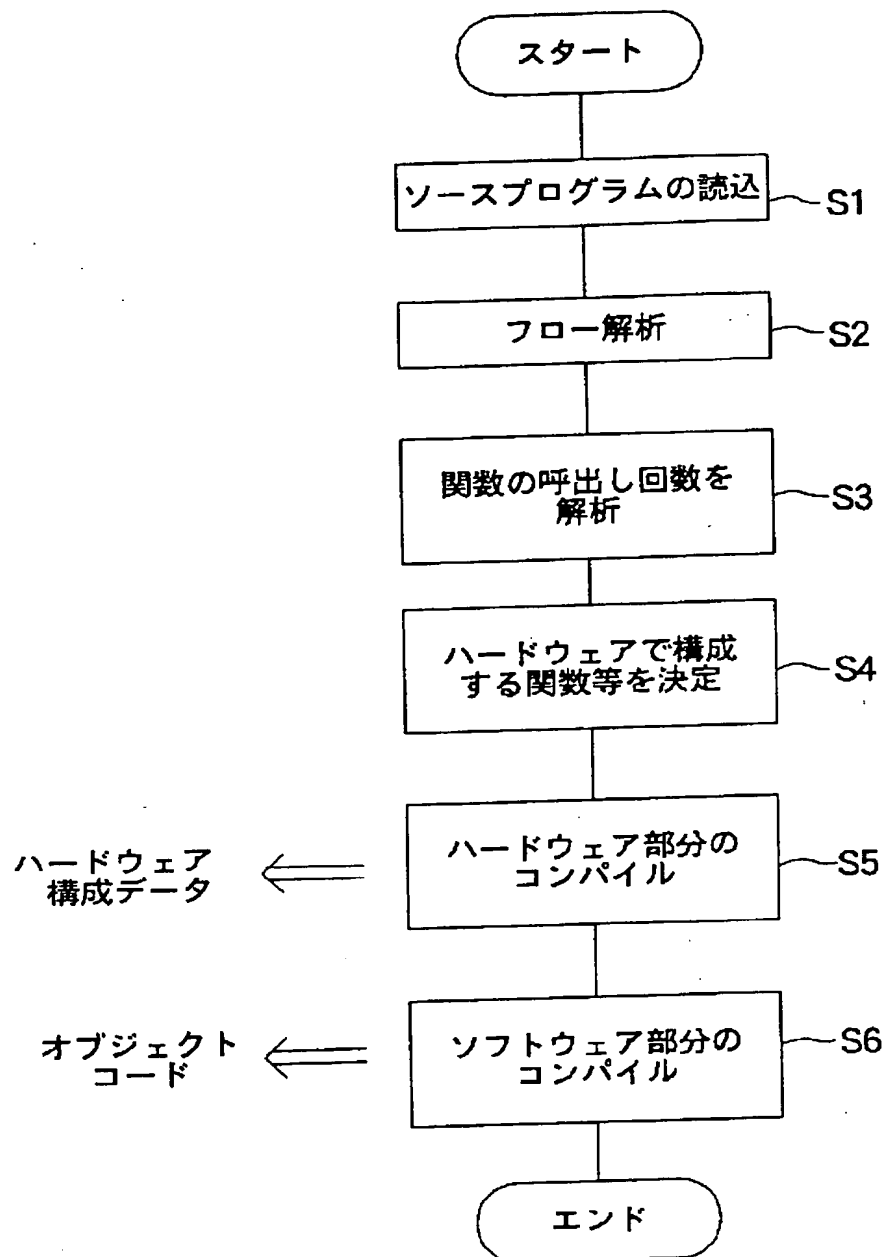 スタート
ソースプログラムの読込
S1
フロー解析
S2
関数の呼出し回数を
解析
S3
ハードウェアで構成
する関数等を決定
S4
ハードウェア部分の
コンパイル
S5
ハードウェア
構成データ
ソフトウェア部分の
コンパイル
S6
オブジェクト
コード
エンド